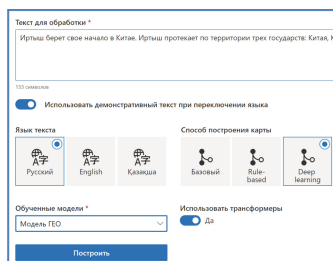 Текст для обработки *
Иртыш берет свое начало в Китае. Иртыш протекает по территории трех государств: Китая,
133 символов
Использовать демонстративный текст при переключении языка
Язык текста
Способ построения карты
Русский
English
Қазақша
Базовый
Rule-based
Deep learning
Обученные модели *
Использовать трансформеры
Модель ГЕО
Да
Построить